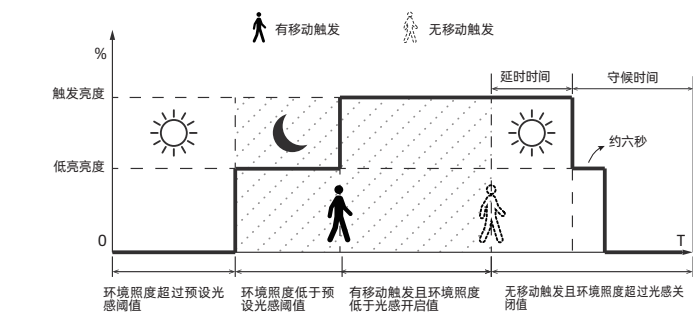 有移动触发 无移动触发
%
延时时间 守候时间
触发亮度
约六秒
低亮亮度
0 T
环境照度超过预设光
感阈值
环境照度低于预
设光感阈值
有移动触发且环境照度
低于光感开启值
无移动触发且环境照度超过光感关
闭值